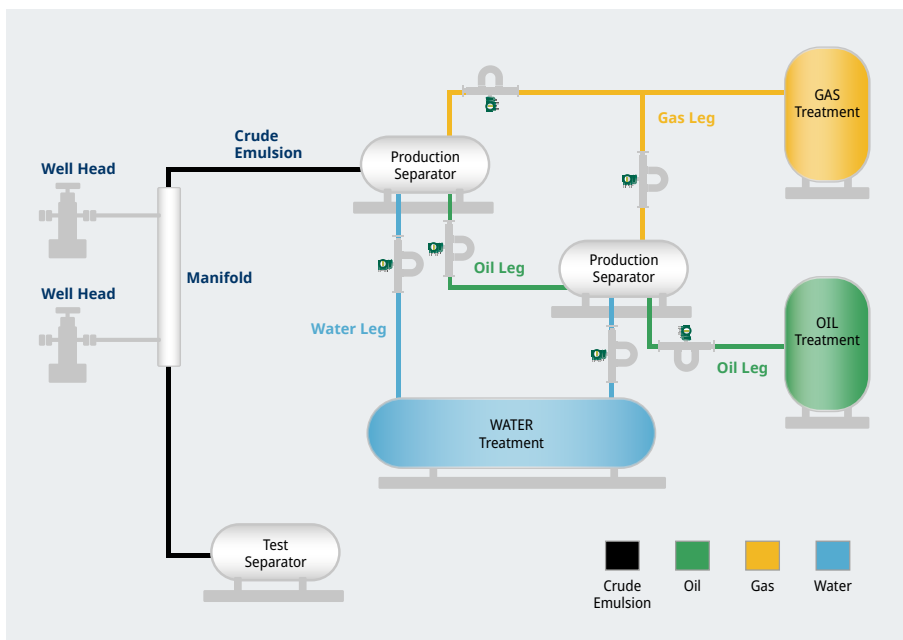 GAS
Treatment
Gas Leg
Crude
Emulsion
Production
Separator
Well Head
Manifold
Oil Leg
Production
Separator
Well Head
Water Leg
OIL
Treatment
Oil Leg
WATER
Treatment
Test
Separator
Crude
Emulsion
Oil
Gas
Water